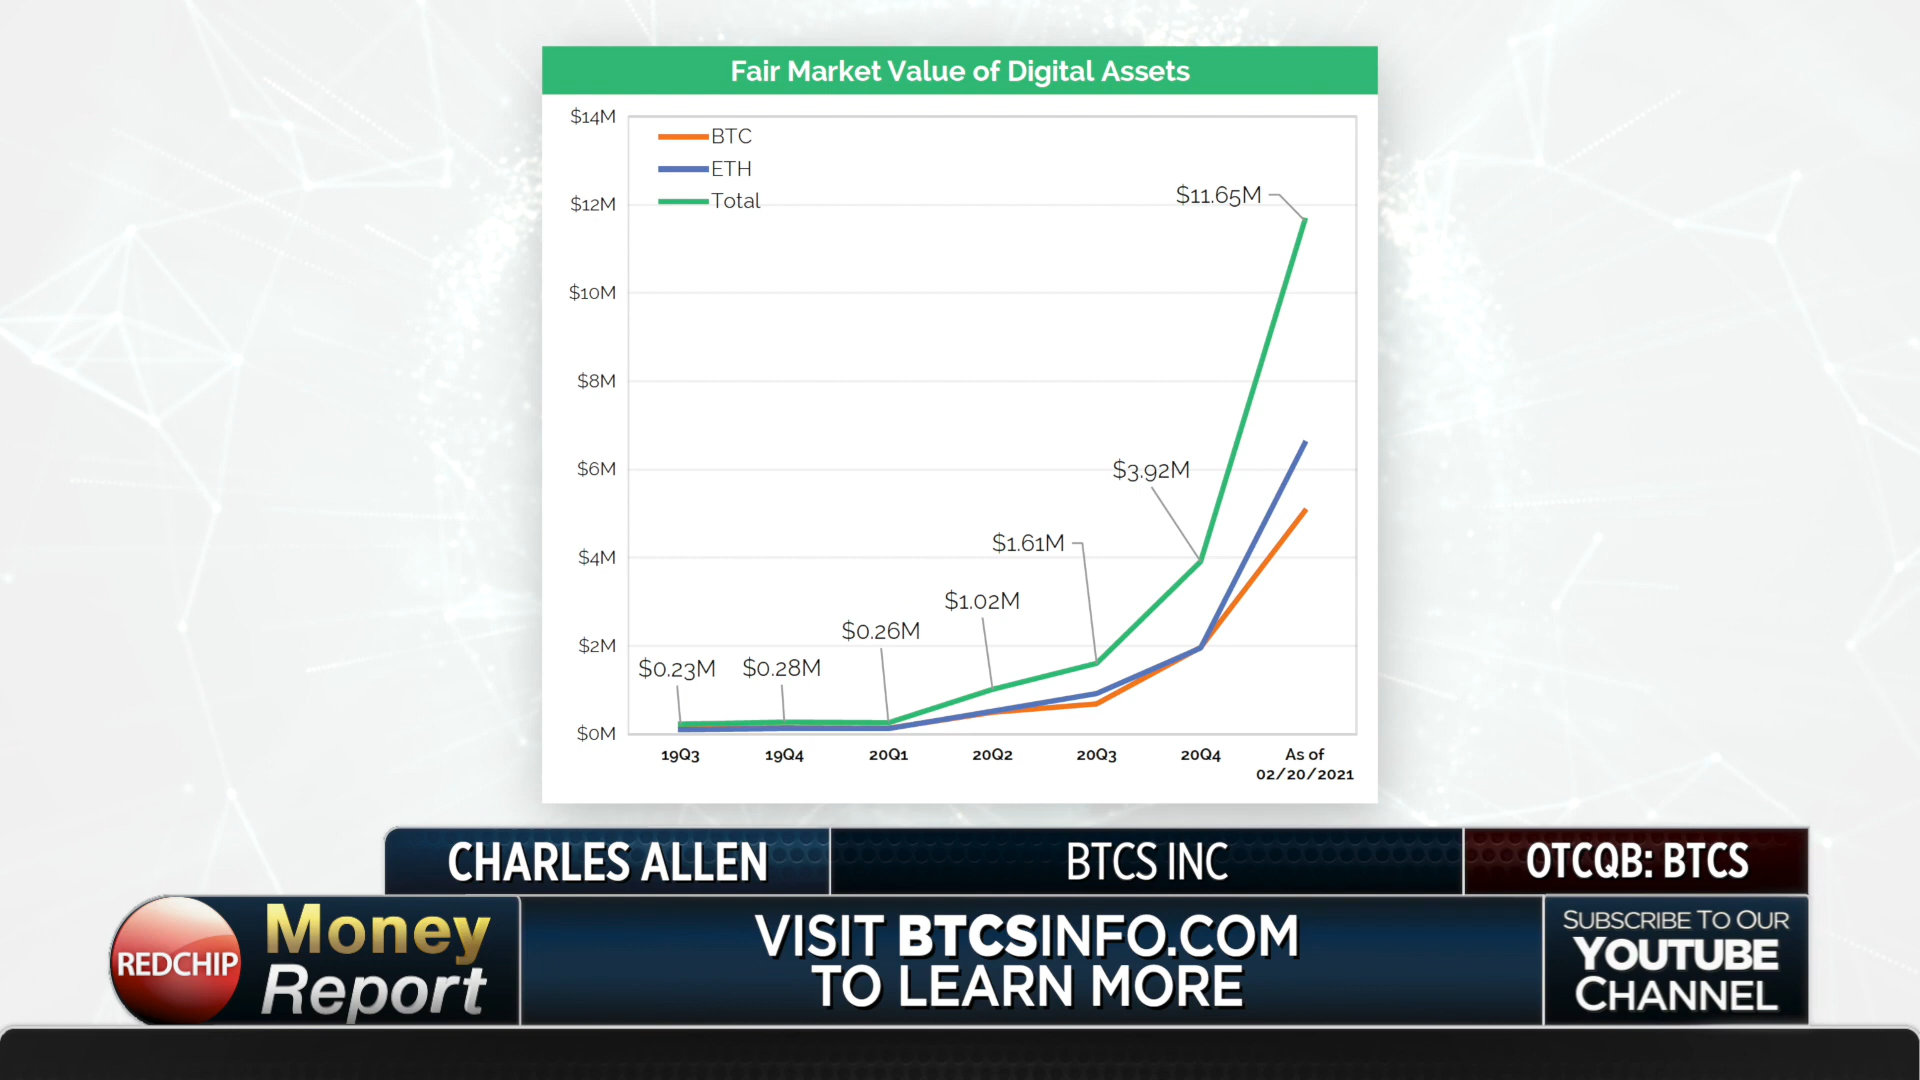 Fair Market Value of Digital Assets
$14M
BTC
ETH
Total
$12M
$11.65M
$10M
$8M
$6M
$3.92M
$4M
$1.61M
$1.02M
$0.26M
$2M
$0.23M
$0.28M
$0M
19Q3
19Q4
20Q1
20Q2
20Q3
20Q4
As of
02/20/2021
CHARLES ALLEN
BTCS INC
OTCQB: BTCS
REDCHIP
Money
Report
VISIT BTCSINFO.COM
TO LEARN MORE
SUBSCRIBE TO OUR
YOUTUBE
CHANNEL